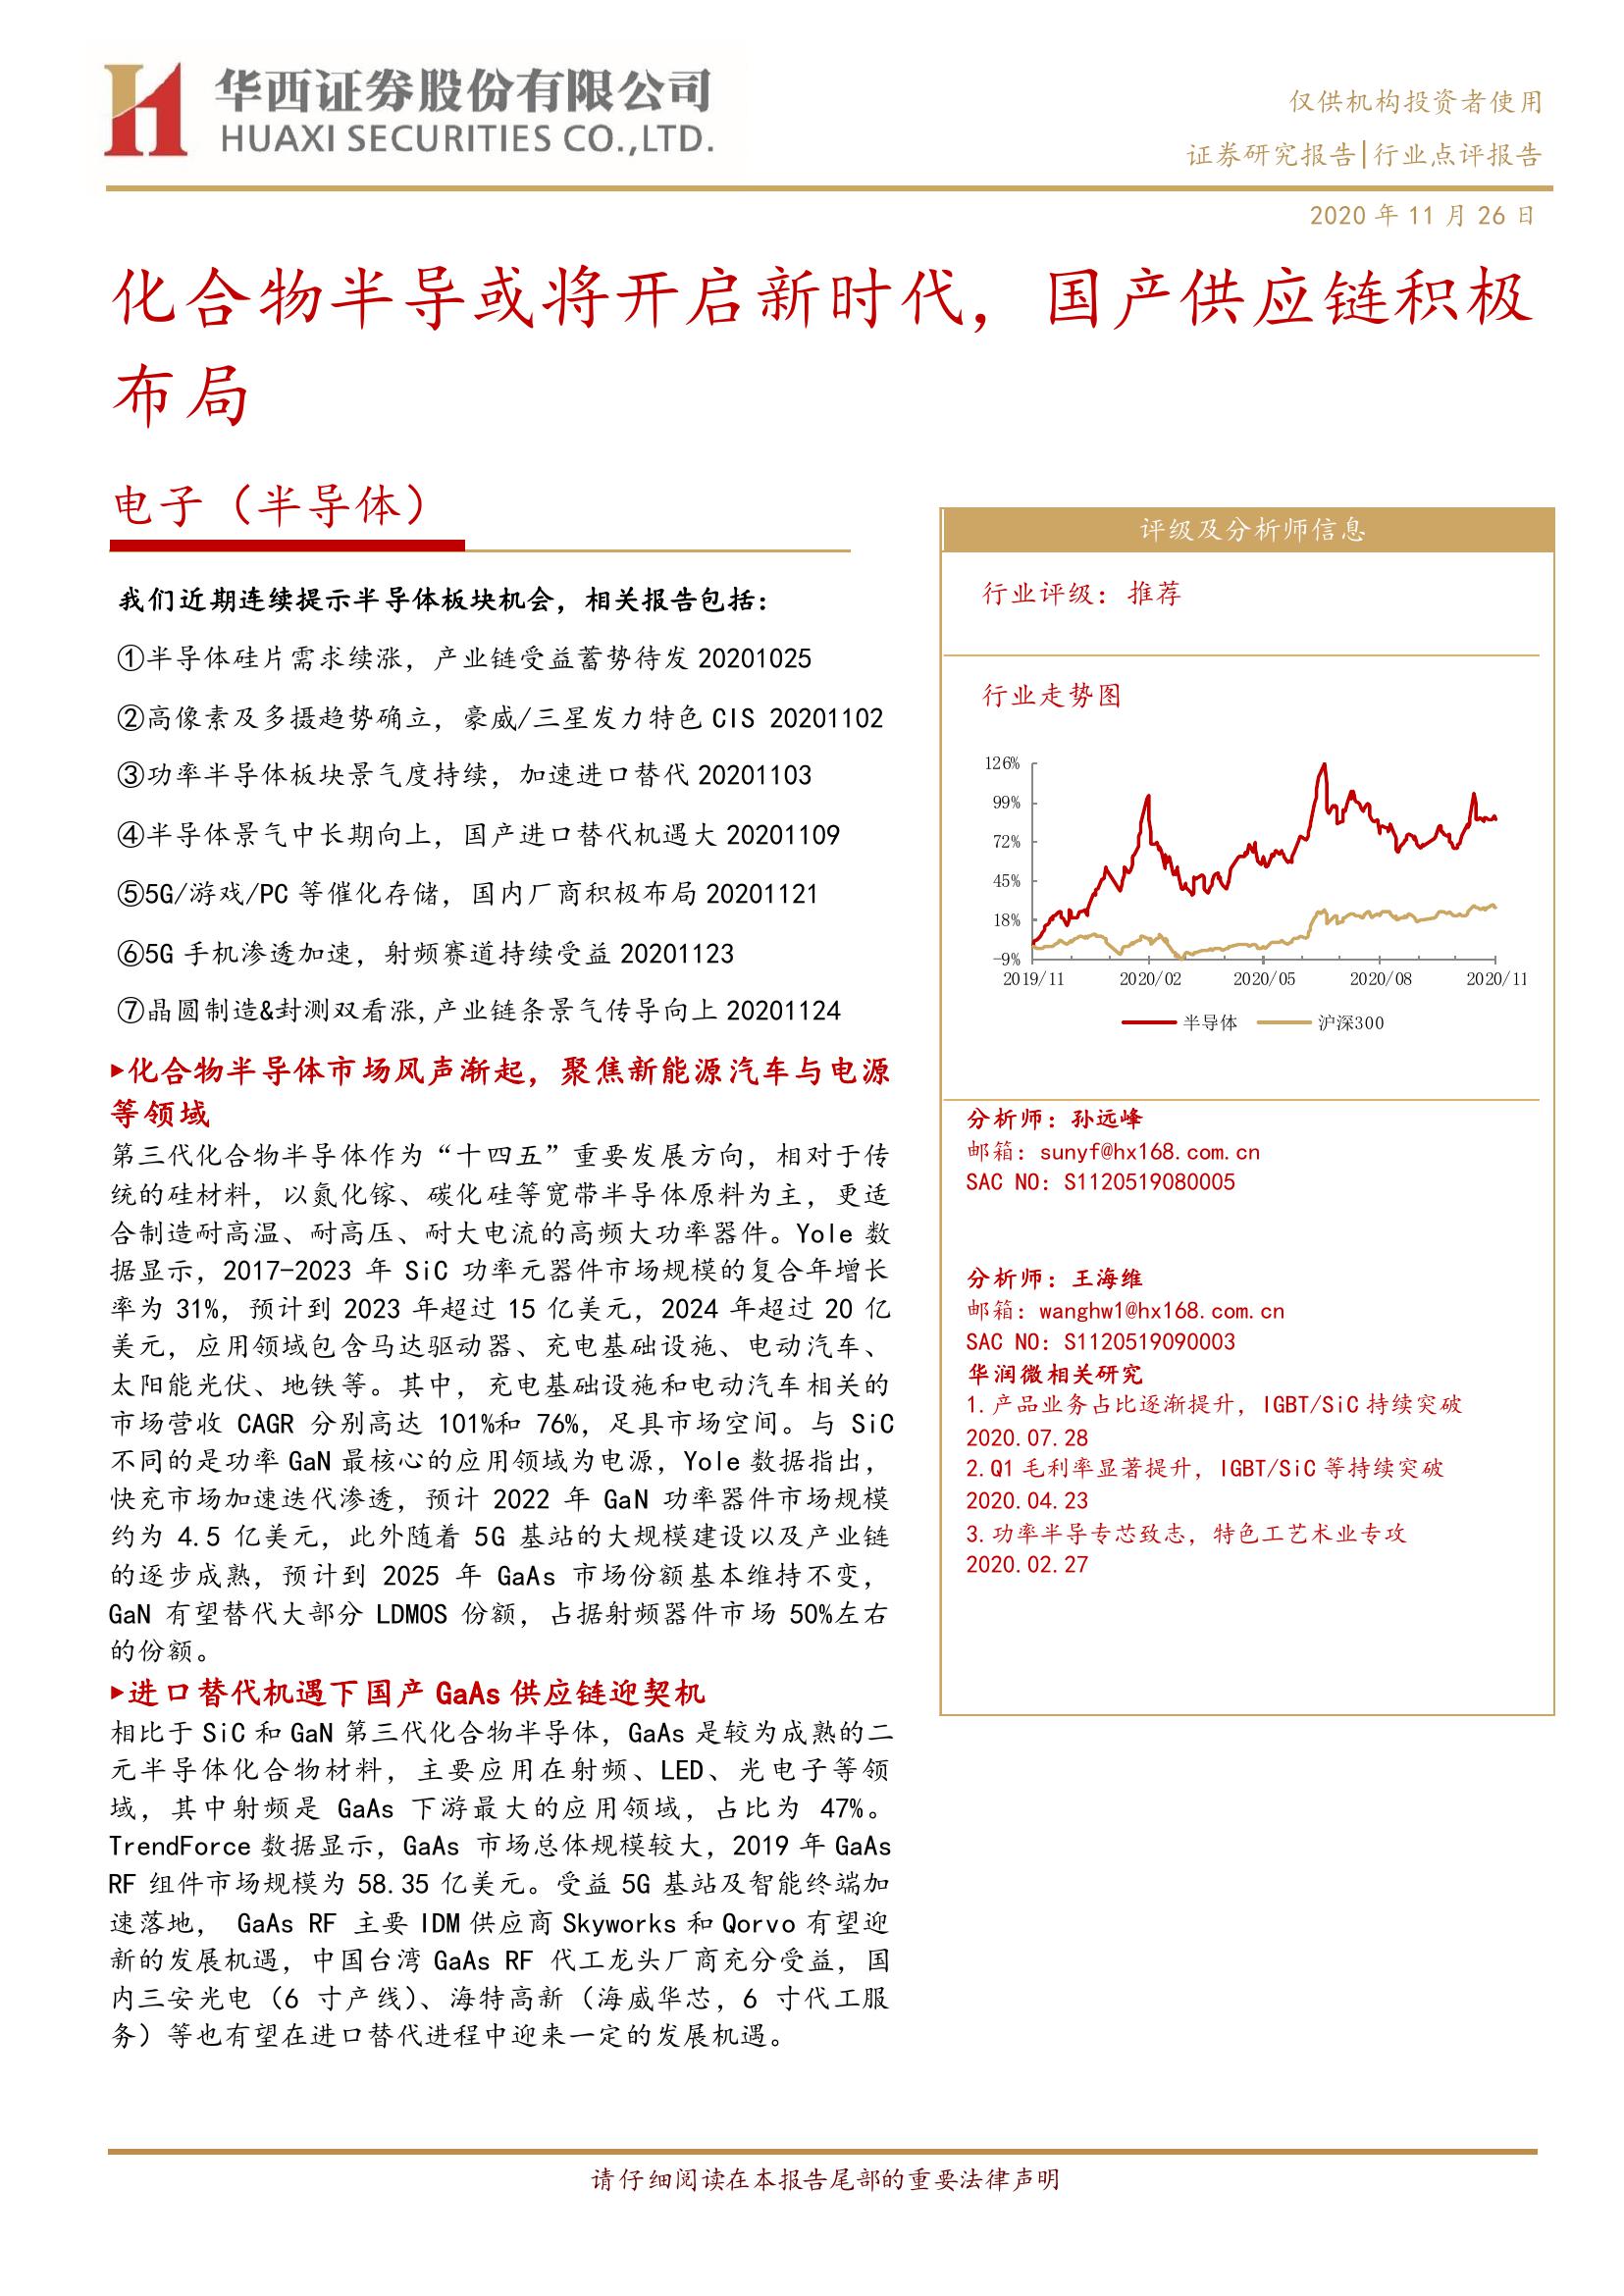 华西证券股份有限公司
HUAXI SECURITIES CO.,LTD.
仅供机构投资者使用
证券研究报告|行业点评报告
2020 年 11 月 26 日
化合物半导或将开启新时代，国产供应链积极
布局
电子（半导体）
我们近期连续提示半导体板块机会，相关报告包括：
①半导体硅片需求续涨，产业链受益蓄势待发 20201025
②高像素及多摄趋势确立，豪威/三星发力特色 CIS 20201102
③功率半导体板块景气度持续，加速进口替代 20201103
④半导体景气中长期向上，国产进口替代机遇大 20201109
⑤5G/游戏/PC 等催化存储，国内厂商积极布局 20201121
⑥5G 手机渗透加速，射频赛道持续受益 20201123
⑦晶圆制造&封测双看涨,产业链条景气传导向上 20201124
▸化合物半导体市场风声渐起，聚焦新能源汽车与电源
等领域
第三代化合物半导体作为“十四五”重要发展方向，相对于传
统的硅材料，以氮化镓、碳化硅等宽带半导体原料为主，更适
合制造耐高温、耐高压、耐大电流的高频大功率器件。Yole 数
据显示，2017-2023 年 SiC 功率元器件市场规模的复合年增长
率为 31%，预计到 2023 年超过 15 亿美元，2024 年超过 20 亿
美元，应用领域包含马达驱动器、充电基础设施、电动汽车、
太阳能光伏、地铁等。其中，充电基础设施和电动汽车相关的
市场营收 CAGR 分别高达 101%和 76%，足具市场空间。与 SiC
不同的是功率 GaN 最核心的应用领域为电源，Yole 数据指出，
快充市场加速迭代渗透，预计 2022 年 GaN 功率器件市场规模
约为 4.5 亿美元，此外随着 5G 基站的大规模建设以及产业链
的逐步成熟，预计到 2025 年 GaAs 市场份额基本维持不变，
GaN 有望替代大部分 LDMOS 份额，占据射频器件市场 50%左右
的份额。
▸进口替代机遇下国产 GaAs 供应链迎契机
相比于 SiC 和 GaN 第三代化合物半导体，GaAs 是较为成熟的二
元半导体化合物材料，主要应用在射频、LED、光电子等领
域，其中射频是 GaAs 下游最大的应用领域，占比为 47%。
TrendForce 数据显示，GaAs 市场总体规模较大，2019 年 GaAs
RF 组件市场规模为 58.35 亿美元。受益 5G 基站及智能终端加
速落地， GaAs RF 主要 IDM 供应商 Skyworks 和 Qorvo 有望迎
新的发展机遇，中国台湾 GaAs RF 代工龙头厂商充分受益，国
内三安光电（6 寸产线）、海特高新（海威华芯，6 寸代工服
务）等也有望在进口替代进程中迎来一定的发展机遇。
评级及分析师信息
行业评级：推荐
行业走势图
126%
99%
72%
45%
18%
-9%
2019/11 2020/02 2020/05 2020/08 2020/11
半导体 沪深300
分析师：孙远峰
邮箱：sunyf@hx168.com.cn
SAC NO：S1120519080005
分析师：王海维
邮箱：wanghw1@hx168.com.cn
SAC NO：S1120519090003
华润微相关研究
1.产品业务占比逐渐提升，IGBT/SiC 持续突破
2020.07.28
2.Q1 毛利率显著提升，IGBT/SiC 等持续突破
2020.04.23
3.功率半导专芯致志，特色工艺术业专攻
2020.02.27
请仔细阅读在本报告尾部的重要法律声明